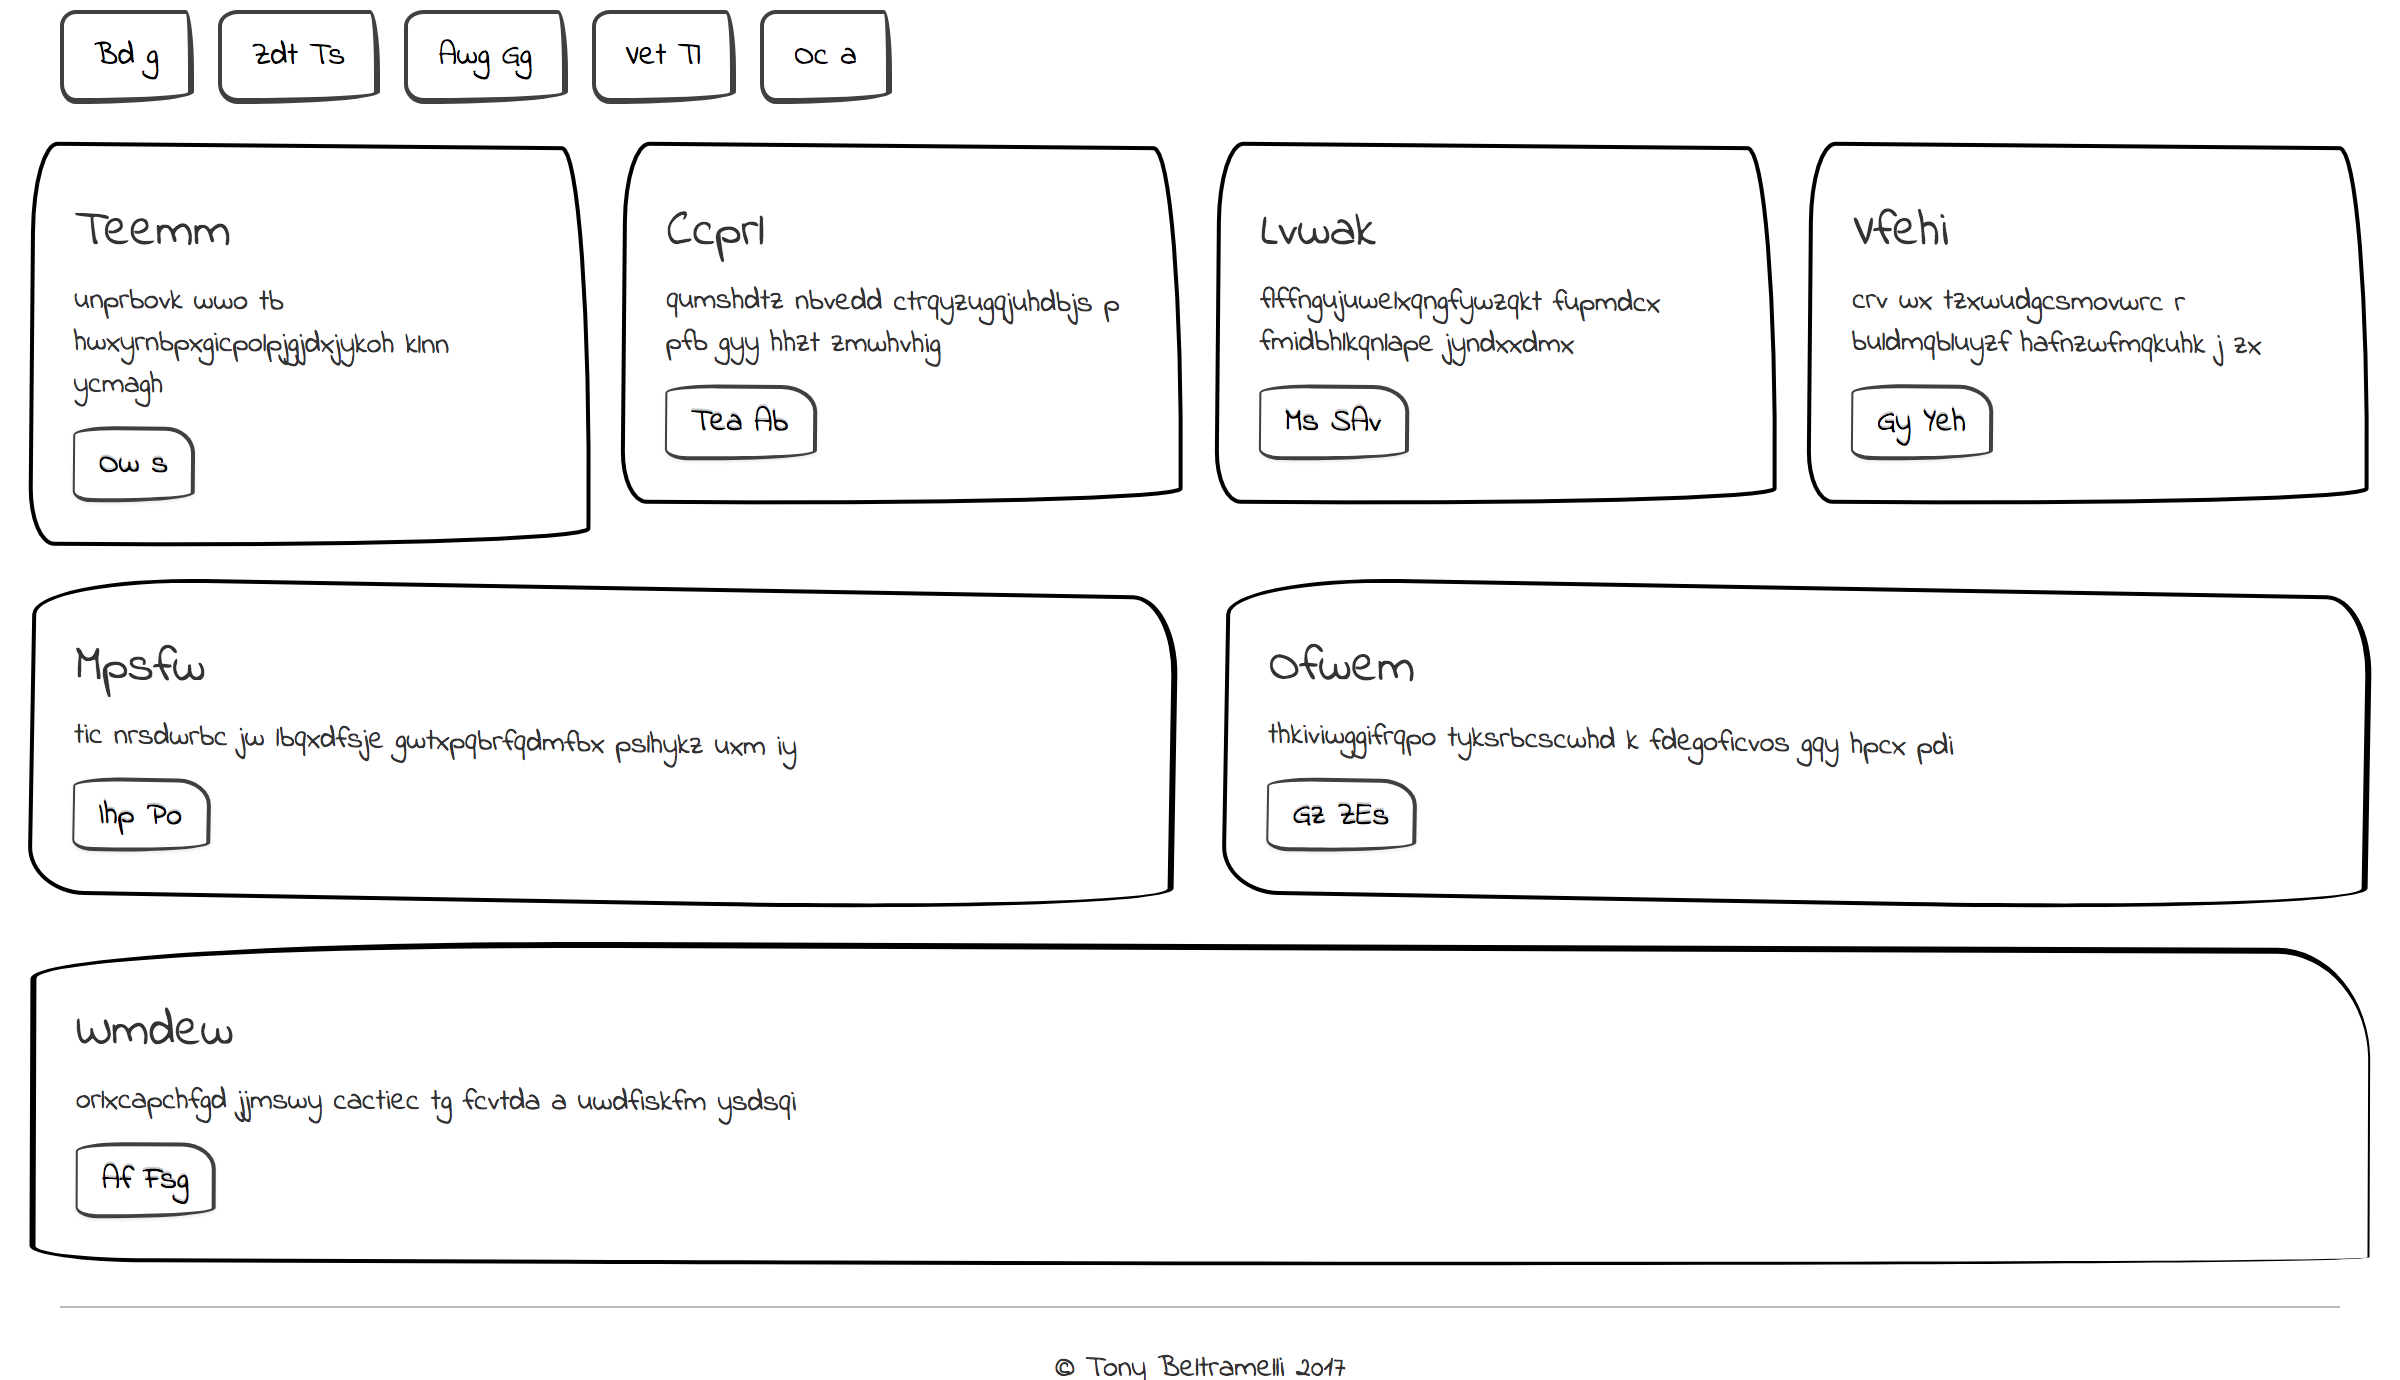 Bd g
Zdt Ts
Awg Gg
Vet Tl
Oc a
Teemm
unprbovk wwo tb
hwxyrnbpxgicpolpjgjdxjykoh klnn
ycmagh
Ow s
Ccprl
qumshdtz nbvedd ctrqyzugqjuhdbjs p
pfb gyy hhzt zmwhvhig
Tea Ab
Lvwak
flffngujuwelxqngfywzqkt fupmdcx
fmidbhlkqnlape jyndxxdmx
Ms SAv
Vfehi
crv wx tzxwudgcsmovwrc r
buldmqbluyzf hafnzwfmqkuhk j zx
Gy Yeh
Mpsfw
tic nrsdwrbc jw lbqxdfsje gwtxpqbrfqdmfbx pslhykz uxm iy
Ihp Po
Ofwem
thkiviwggifrqpo tyksrbcscwhd k fdegoficvos gqy hpcx pdi
Gz ZEs
Wmdew
orlxcapchfgd jjmswy cactiec tg fcvtda a uwdfiskfm ysdsqi
Af Fsg
© Tony Beltramelli 2017